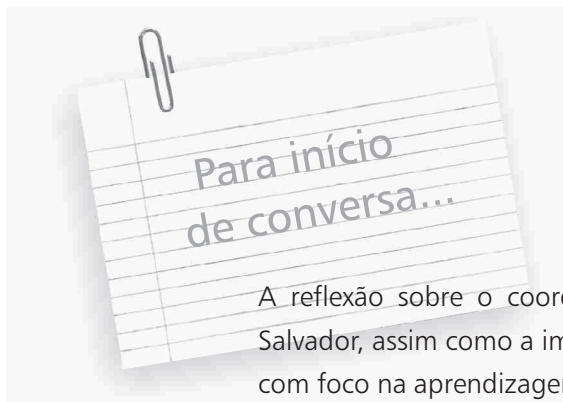 Para início
de conversa...
A reflexão sobre o
Salvador, assim como a
com foco na